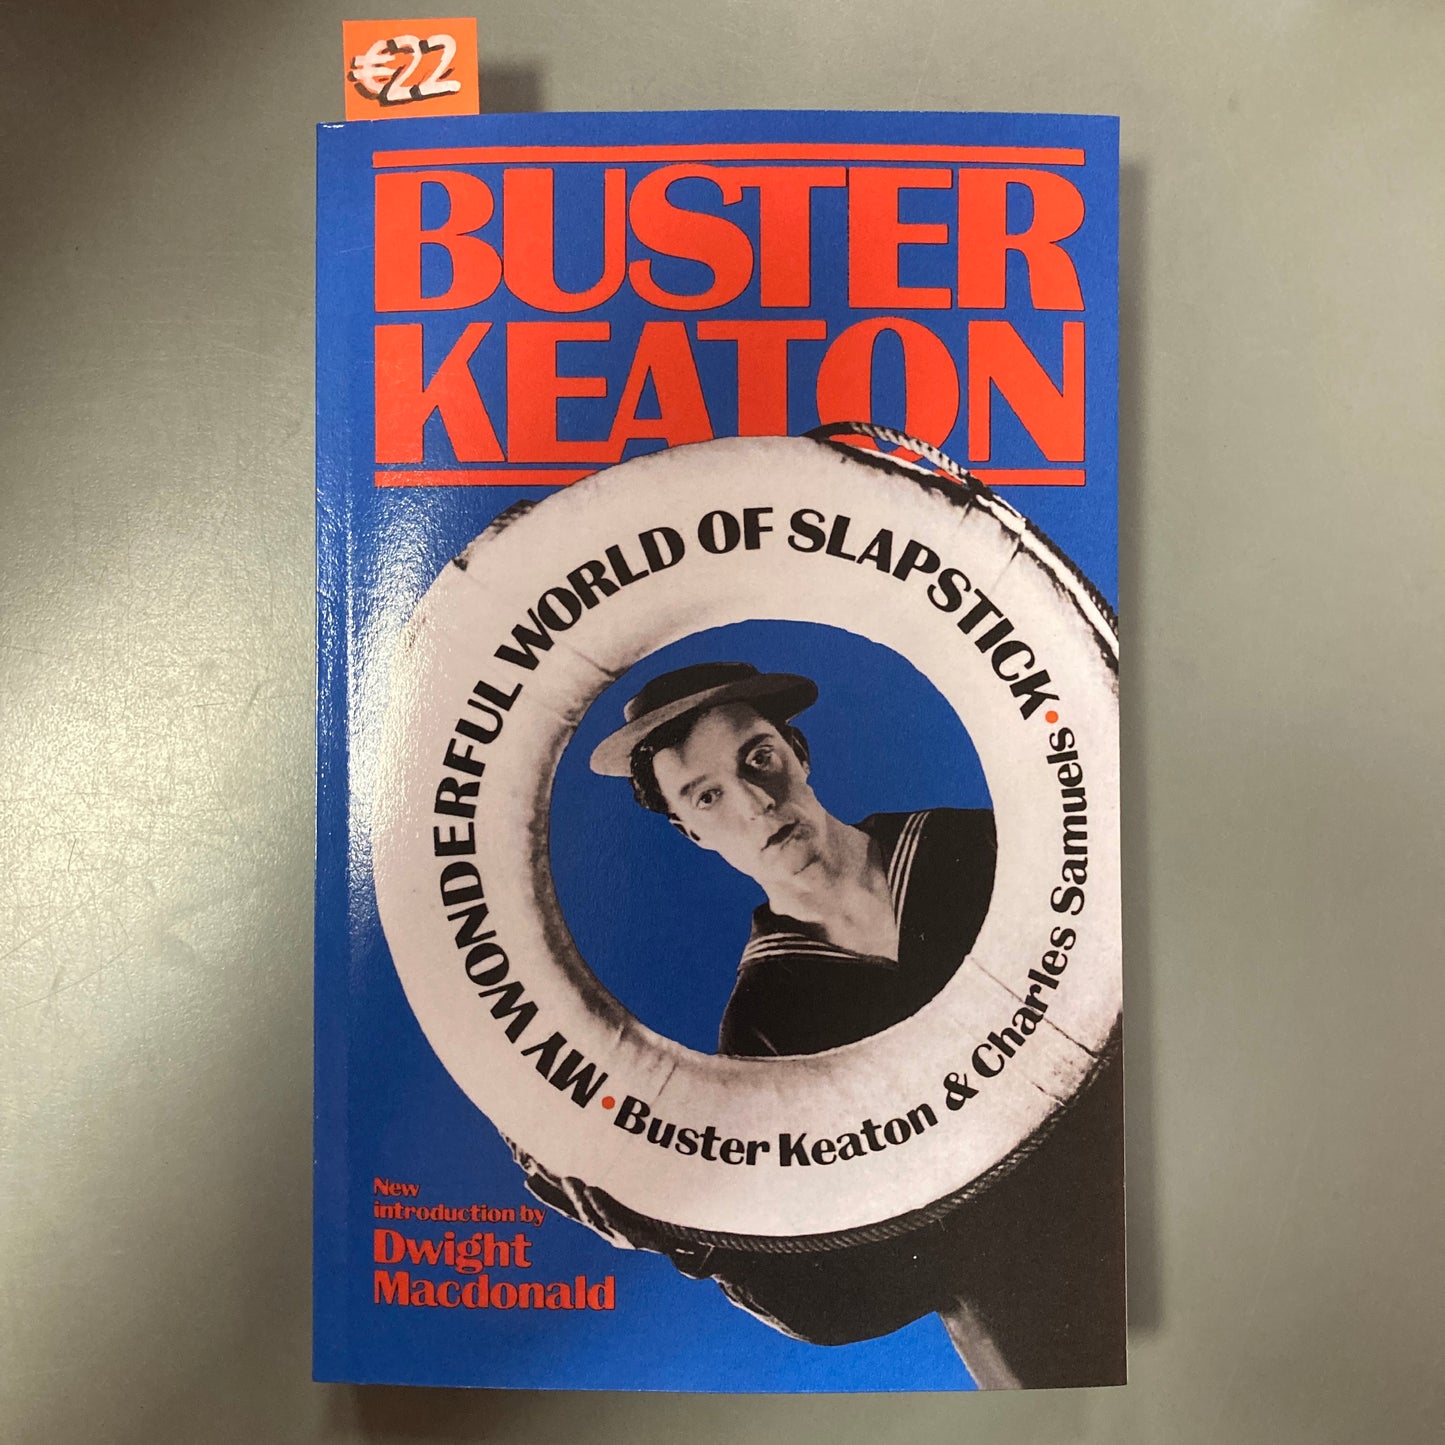 €22
BUSTER
KEATON
MY WONDERFUL WORLD OF SLAPSTICK •
Buster Keaton & Charles Samuels •
New
introduction by
Dwight
Macdonald